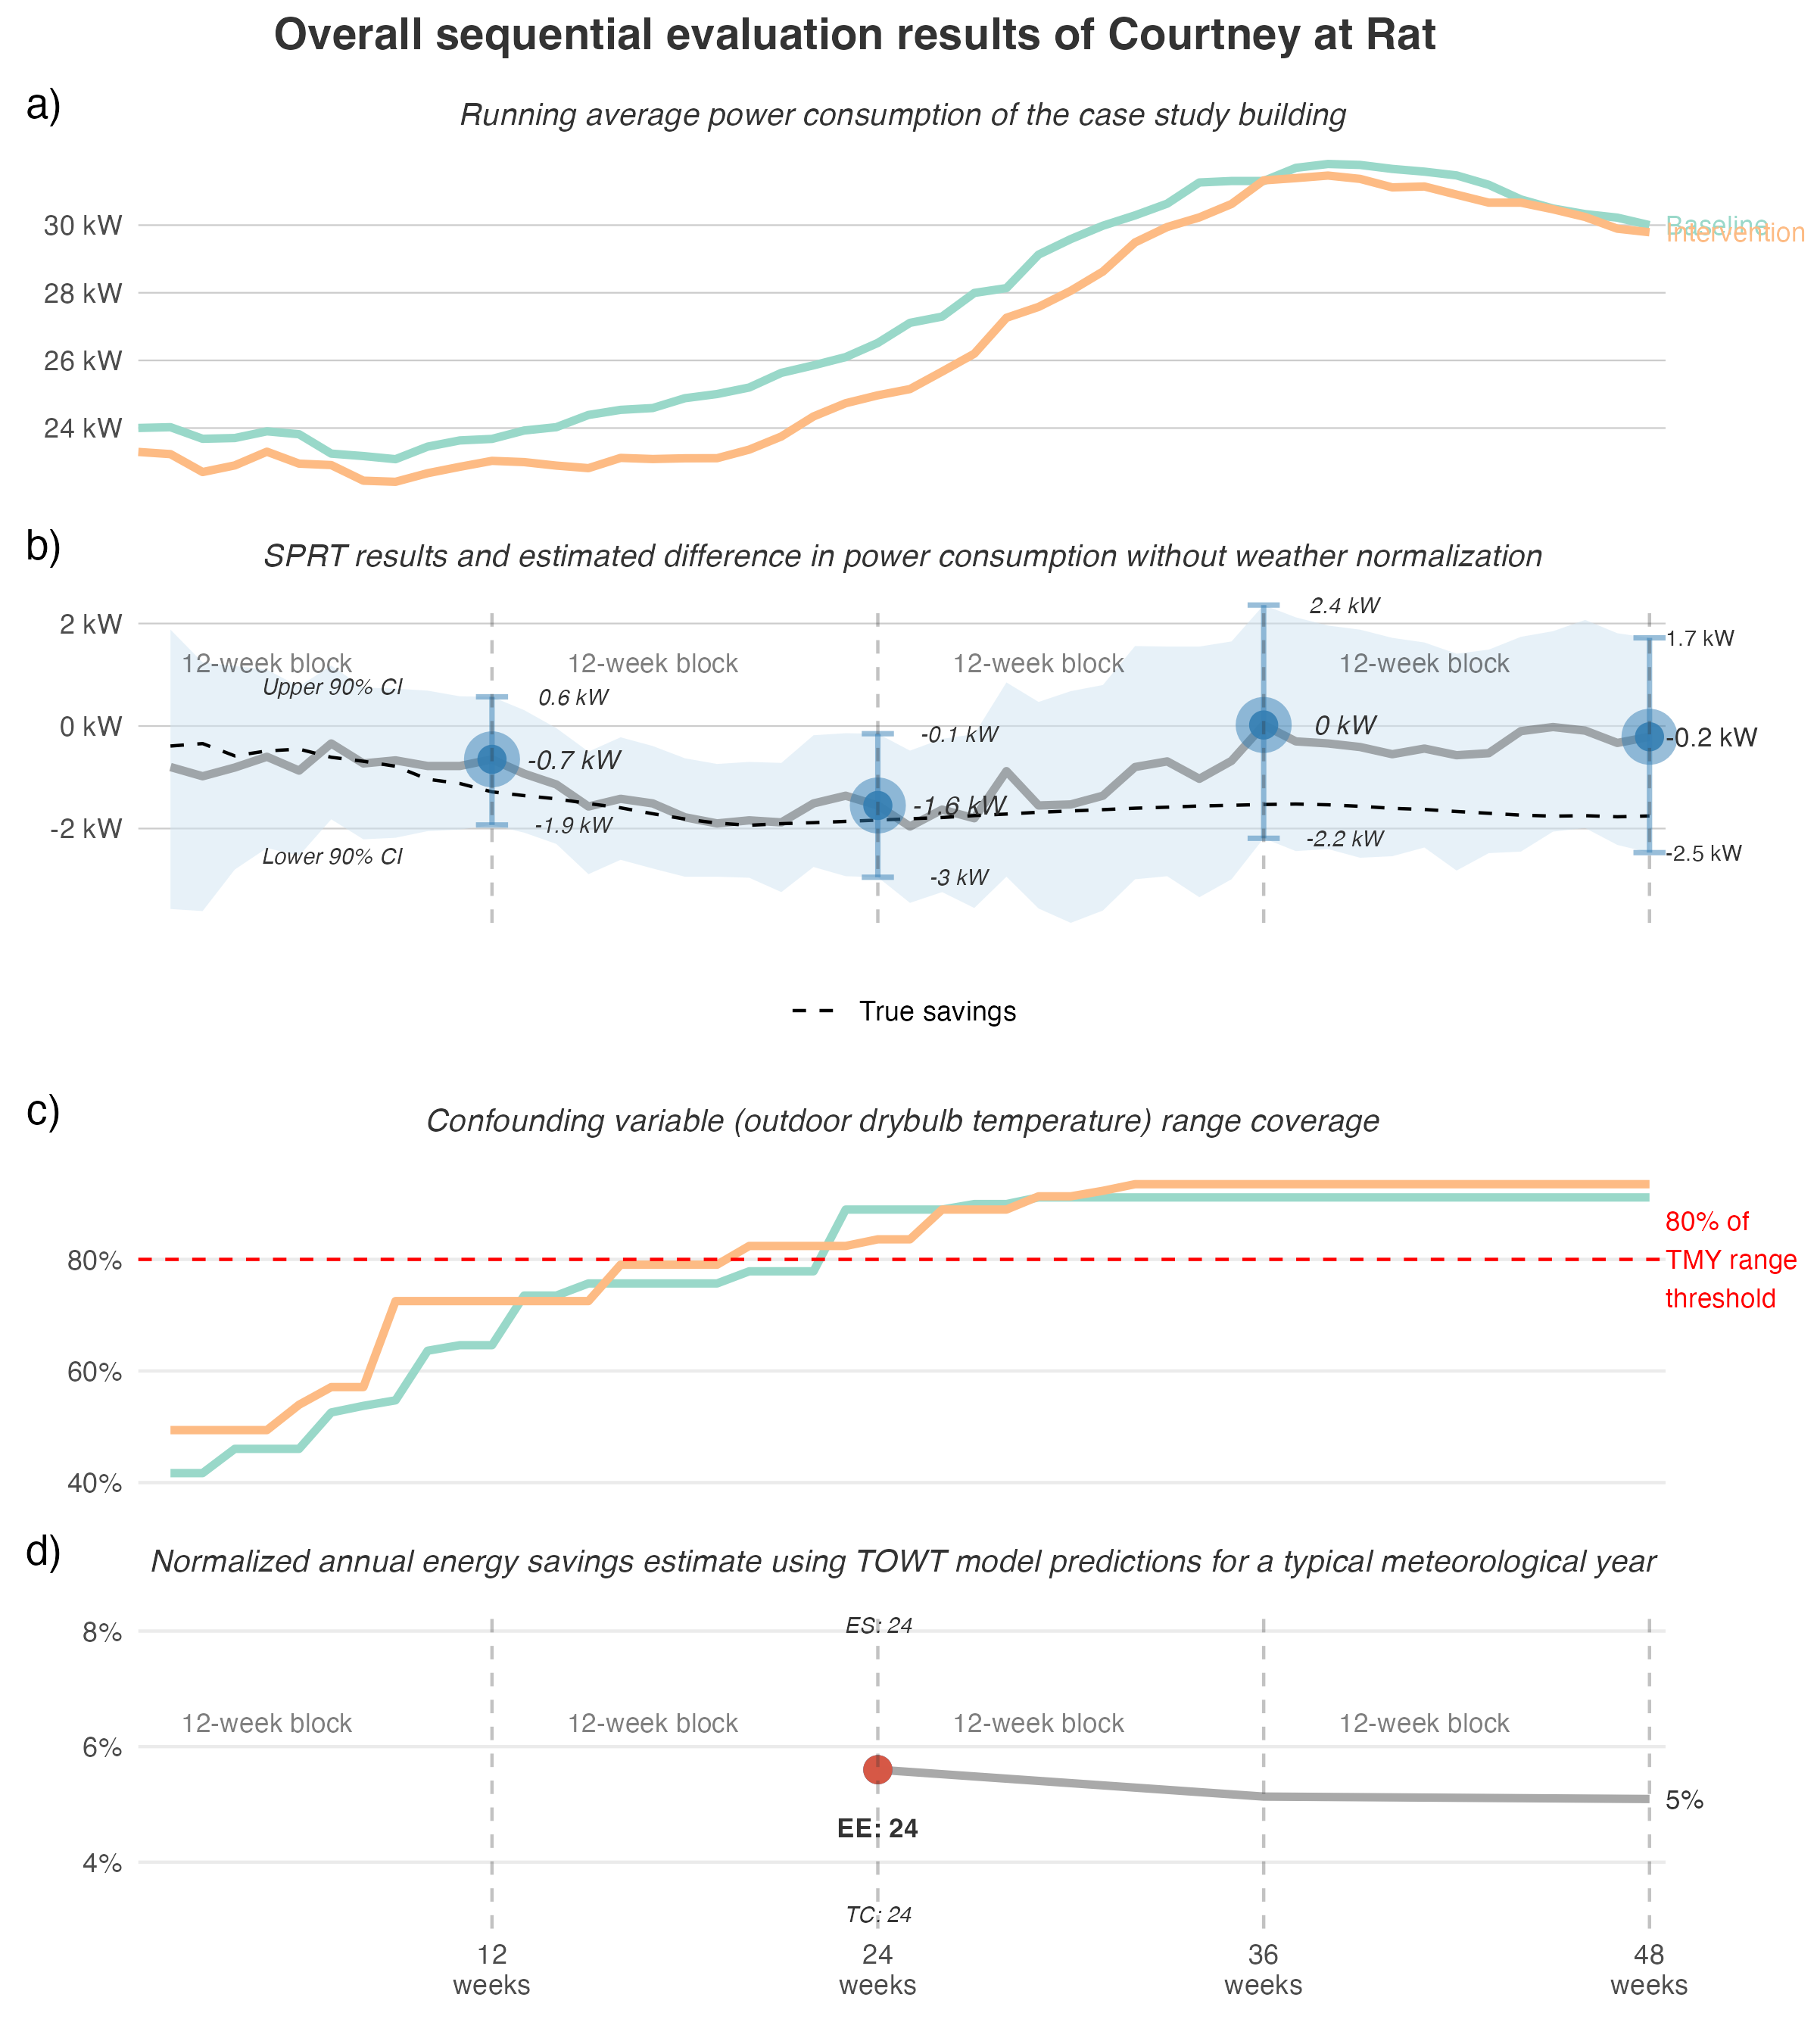 Overall sequential evaluation results of Courtney at Rat
a)
Running average power consumption of the case study building
30 kW
28 kW
26 kW
24 kW
Baseline
Intervention
b)
SPRT results and estimated difference in power consumption without weather normalization
2 kW
0 kW
-2 kW
12-week block
12-week block
12-week block
12-week block
Upper 90% CI
Lower 90% CI
0.6 kW
-0.7 kW
-1.9 kW
-0.1 kW
-1.6 kW
-3 kW
2.4 kW
0 kW
-2.2 kW
1.7 kW
-0.2 kW
-2.5 kW
True savings
c)
Confounding variable (outdoor drybulb temperature) range coverage
80%
60%
40%
80% of
TMY range
threshold
d)
Normalized annual energy savings estimate using TOWT model predictions for a typical meteorological year
8%
6%
4%
ES: 24
12-week block
12-week block
12-week block
12-week block
5%
EE: 24
TC: 24
12
weeks
24
weeks
36
weeks
48
weeks